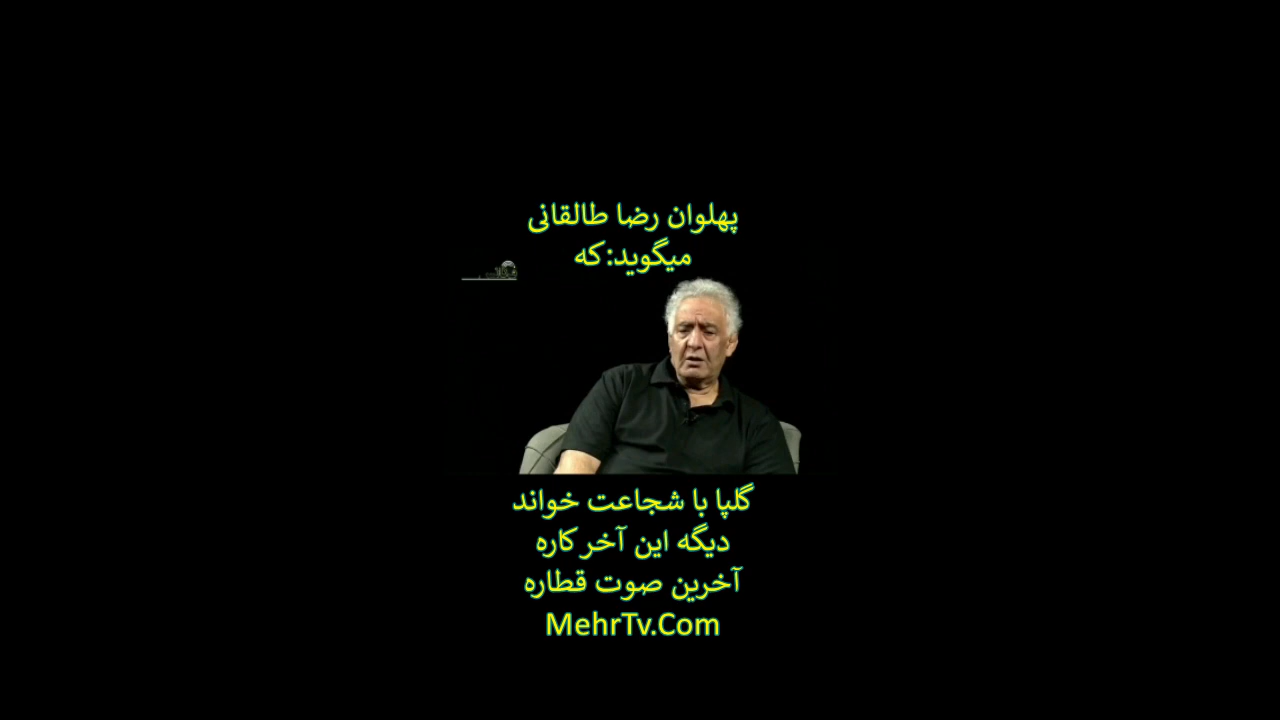 پهلوان رضا طالقانی
میگوید:که
گلپا با شجاعت خواند
دیگه این آخر کاره
آخرین صوت قطاره
MehrTv.Com